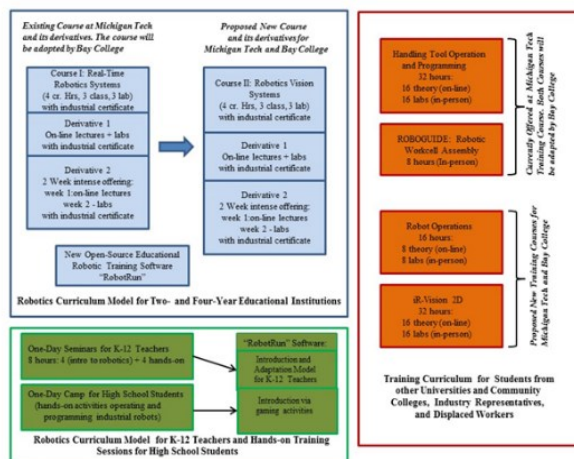 Existing Course at Michigan Tech
and its derivatives. The course will
be adopted by Bay College
Course I: Real-Time
Robotics Systems
(4 cr. Hrs, 3 class, 3 lab)
with industrial certificate
Derivative 1
On-line lectures + labs
with industrial certificate
Derivative 2
2 Week intense offering:
week 1:on-line lectures
week 2 - labs
with industrial certificate
Proposed New Course
and its derivatives for
Michigan Tech and Bay College
Course II: Robotics Vision
Systems
(4 cr. Hrs, 3 class, 3 lab)
with industrial certificate
Derivative 1
On-line lectures + labs
with industrial certificate
Derivative 2
2 Week intense offering:
week 1:on-line lectures
week 2 - labs
with industrial certificate
New Open-Source Educational
Robotic Training Software
"RobotRun"
Robotics Curriculum Model for Two- and Four-Year Educational Institutions
One-Day Seminars for K-12 Teachers
8 hours: 4 (intro to robotics) + 4 hands-on
One-Day Camp for High School Students
(hands-on activities operating and
programming industrial robots)
"RobotRun" Software:
Introduction and
Adaptation Model
for K-12 Teachers
Introduction via
gaming activities
Robotics Curriculum Model for K-12 Teachers and Hands-on Training
Sessions for High School Students
Handling Tool Operation
and Programming
32 hours:
16 theory (on-line)
16 labs (in-person)
ROBOGUIDE: Robotic
Workcell Assembly
8 hours (In-person)
Currently Offered at Michigan Tech
Training Course. Both Courses will
be adapted by Bay College
Robot Operations
16 hours:
8 theory (on-line)
8 labs (in-person)
iR-Vision 2D
32 hours:
16 theory (on-line)
16 labs (in-person)
Proposed New Training Courses for
Michigan Tech and Bay College
Training Curriculum for Students from
other Universities and Community
Colleges, Industry Representatives,
and Displaced Workers